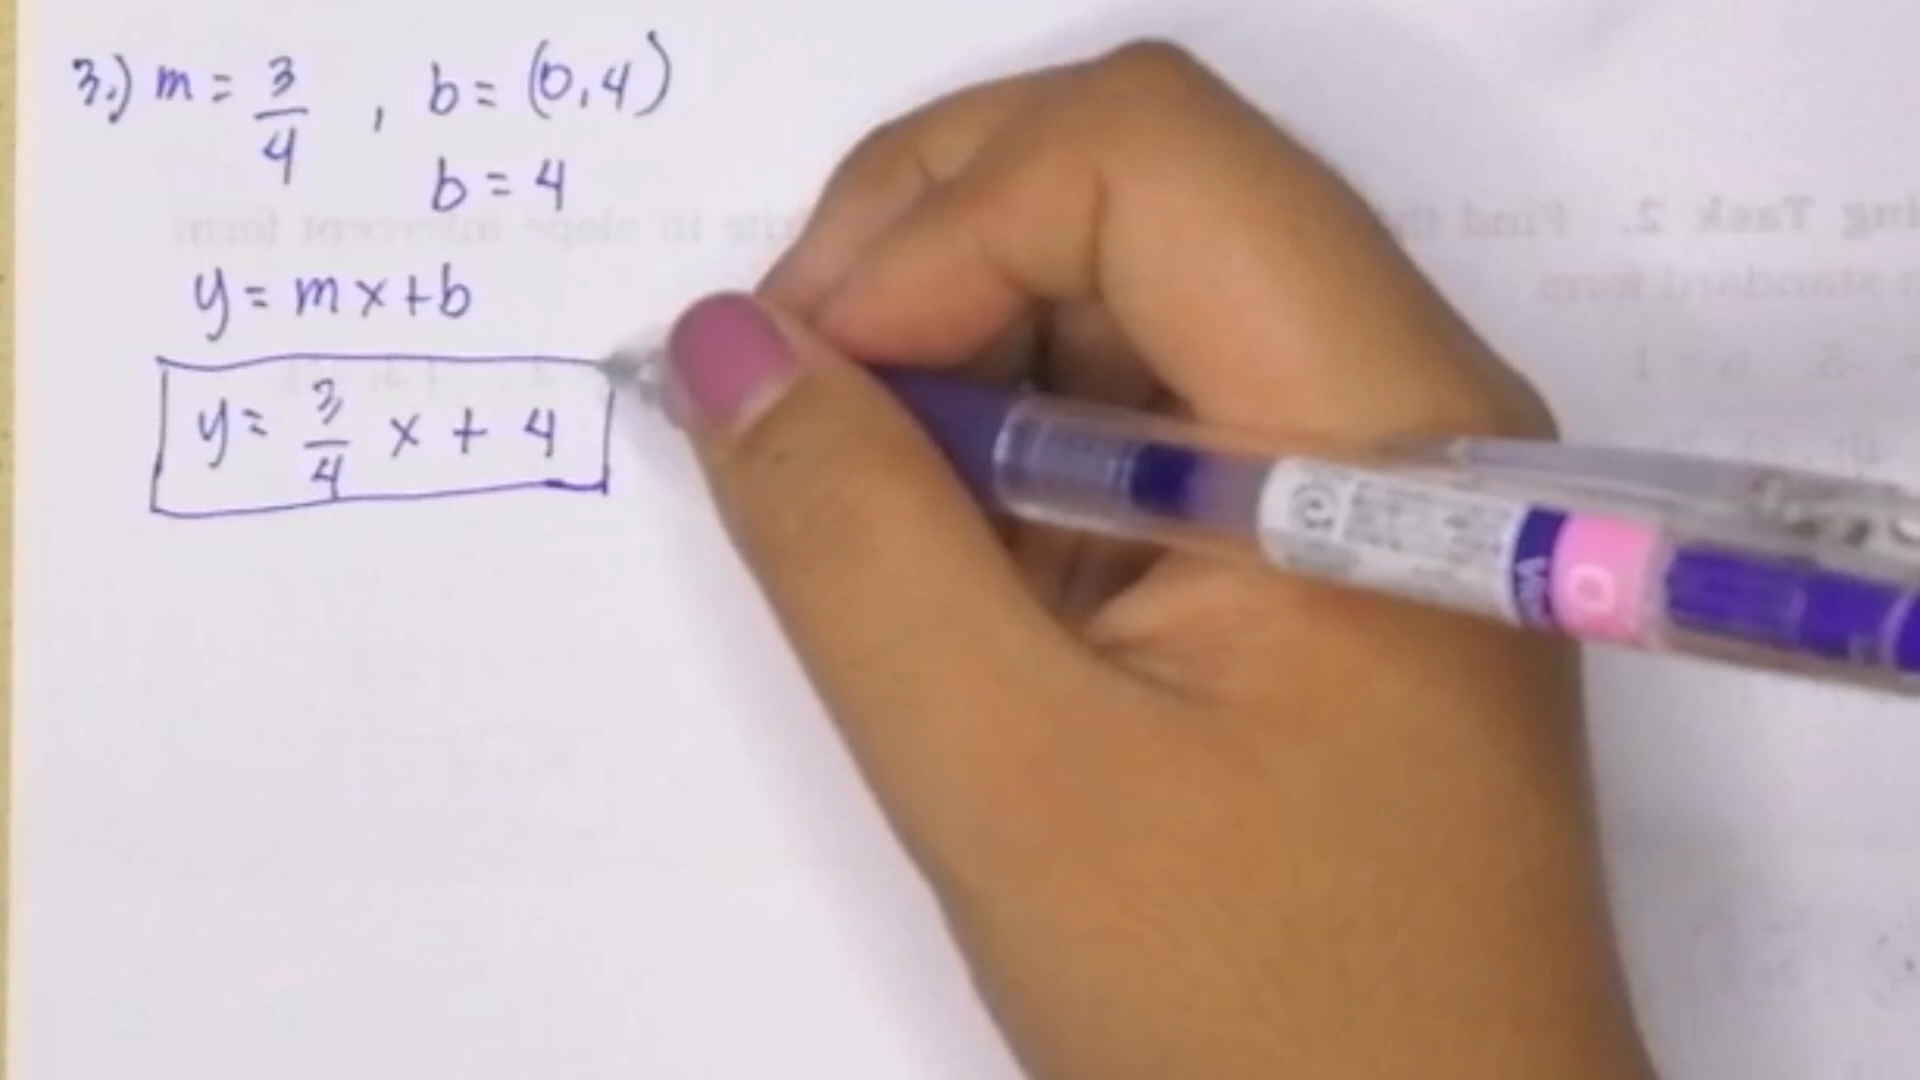 3.) m = 3/4 , b = (0,4)
b = 4
y = mx+b
y = 3/4 x + 4